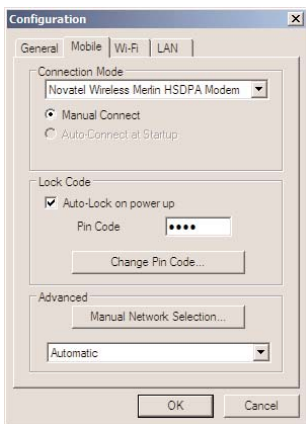 Configuration
General Mobile Wi-Fi LAN
Connection Mode
Novatel Wireless Merlin HSDPA Modem
Manual Connect
Auto-Connect at Startup
Lock Code
Auto-Lock on power up
Pin Code ••••
Change Pin Code...
Advanced
Manual Network Selection...
Automatic
OK Cancel